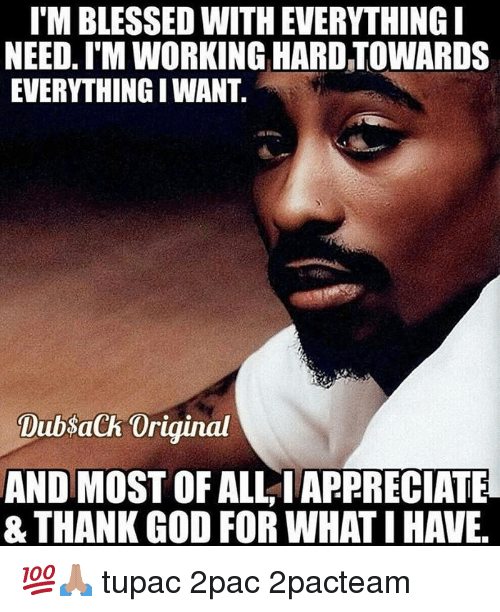 I'M BLESSED WITH EVERYTHING I
NEED. I'M WORKING HARD TOWARDS
EVERYTHING I WANT.
Dub$aCk Original
AND MOST OF ALL, I APPRECIATE
& THANK GOD FOR WHAT I HAVE.
💯🙏🏽 tupac 2pac 2pacteam